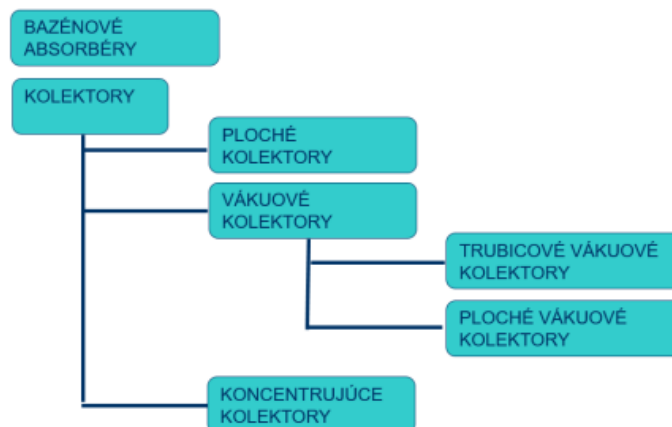 BAZÉNOVÉ
ABSORBÉRY
KOLEKTORY
PLOCHÉ
KOLEKTORY
VÁKUOVÉ
KOLEKTORY
TRUBICOVÉ VÁKUOVÉ
KOLEKTORY
PLOCHÉ VÁKUOVÉ
KOLEKTORY
KONCENTRUJÚCE
KOLEKTORY